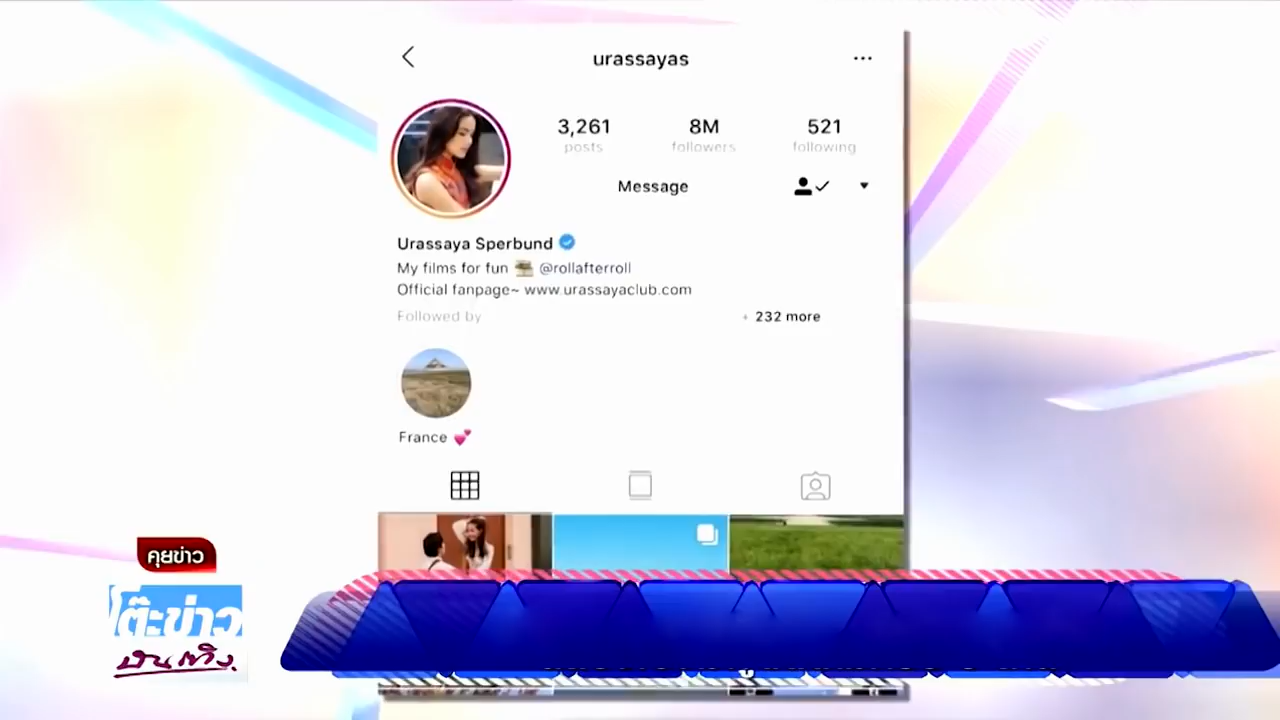 urassayas
3,261 8M 521
posts followers following
Message
Urassaya Sperbund
My films for fun @rollafterroll
Official fanpage~ www.urassayaclub.com
Followed by + 232 more
France 💕
คุยข่าว
โต๊ะข่าว
บันเทิง